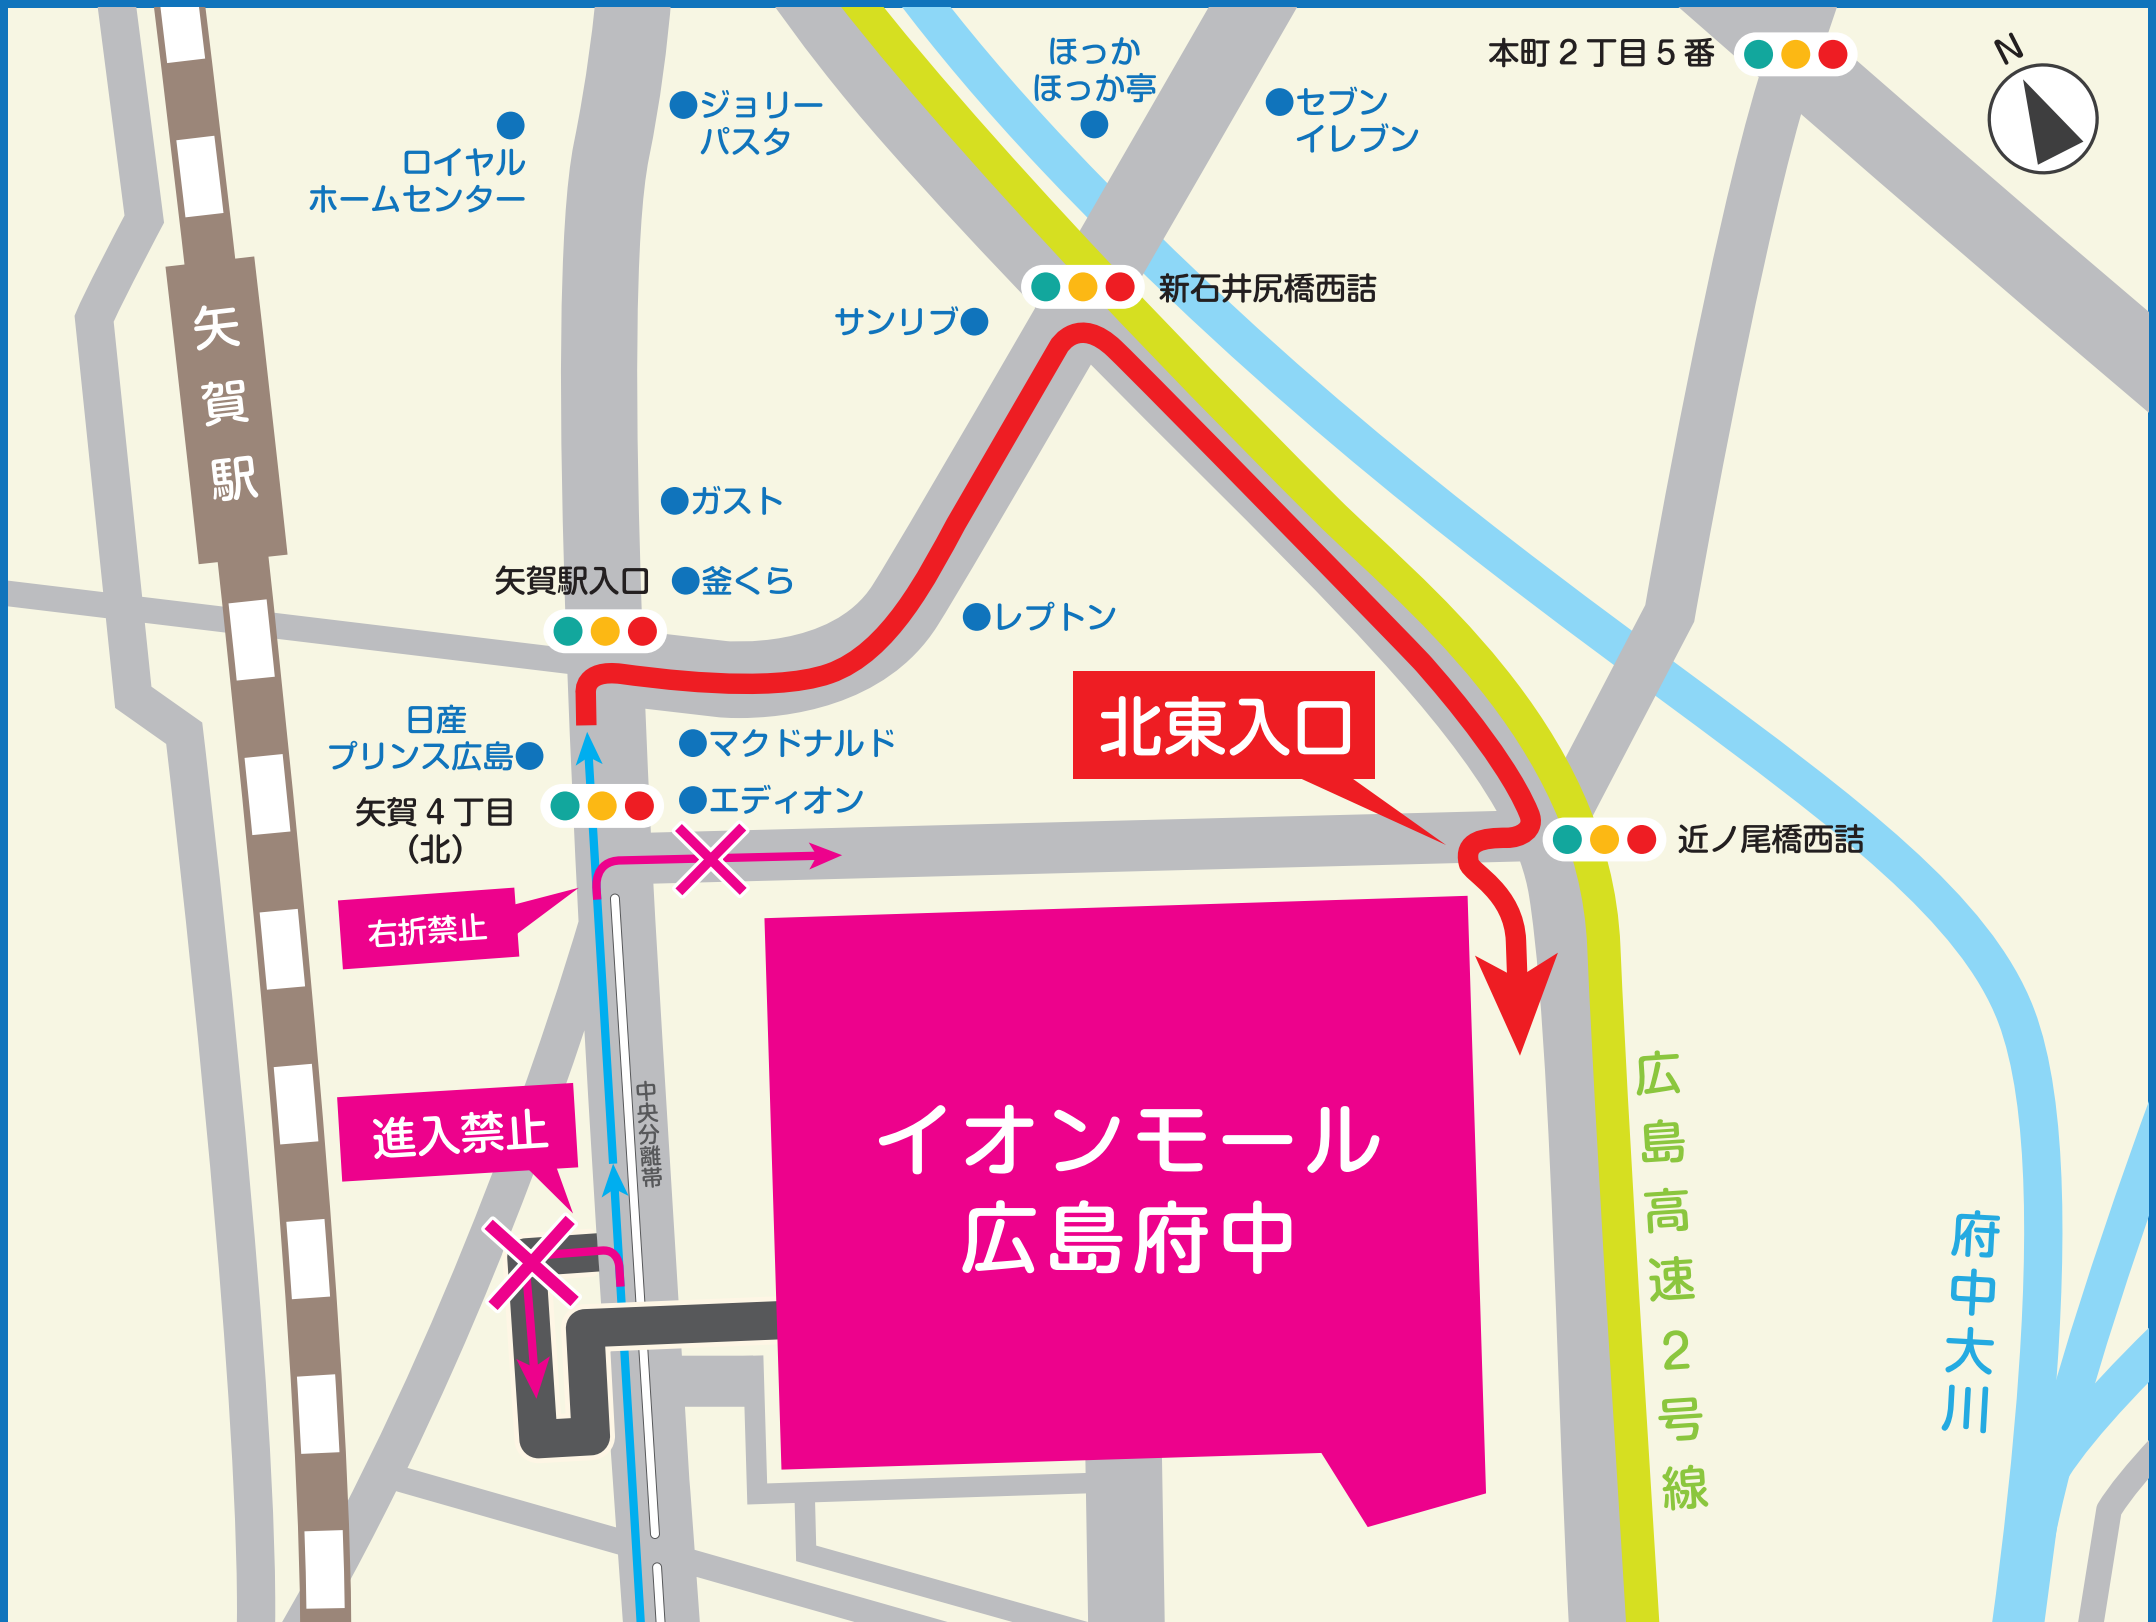 本町２丁目５番
N
ほっか
ほっか亭
ジョリー
パスタ
セブン
イレブン
ロイヤル
ホームセンター
新石井尻橋西詰
サンリブ
矢賀駅
ガスト
矢賀駅入口
釜くら
レプトン
北東入口
日産
プリンス広島
マクドナルド
エディオン
矢賀４丁目
（北）
近ノ尾橋西詰
右折禁止
進入禁止
中央分離帯
イオンモール
広島府中
広島高速２号線
府中大川